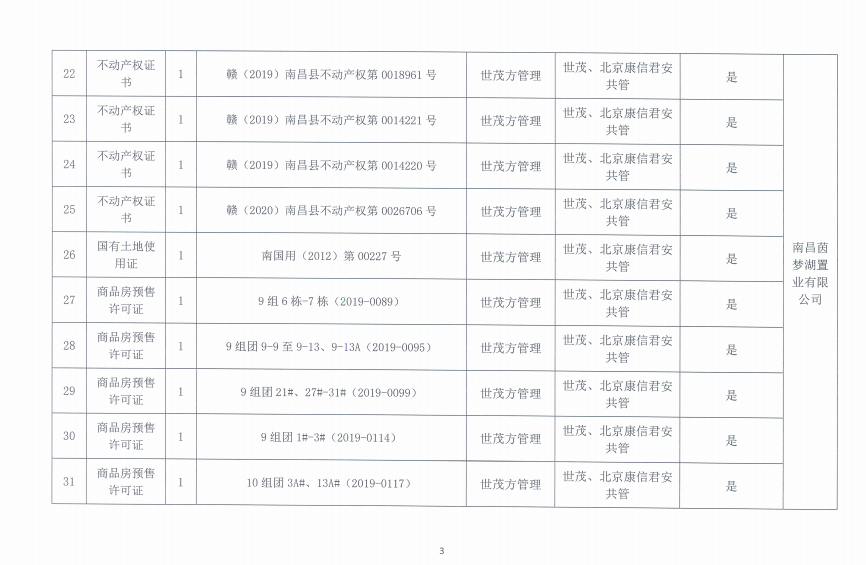 22 不动产权证书 1 赣（2019）南昌县不动产权第 0018961 号 世茂方管理 世茂、北京康信君安共管 是
23 不动产权证书 1 赣（2019）南昌县不动产权第 0014221 号 世茂方管理 世茂、北京康信君安共管 是
24 不动产权证书 1 赣（2019）南昌县不动产权第 0014220 号 世茂方管理 世茂、北京康信君安共管 是
25 不动产权证书 1 赣（2020）南昌县不动产权第 0026706 号 世茂方管理 世茂、北京康信君安共管 是
26 国有土地使用证 1 南国用（2012）第 00227 号 世茂方管理 世茂、北京康信君安共管 是
27 商品房预售许可证 1 9 组 6 栋-7 栋（2019-0089） 世茂方管理 世茂、北京康信君安共管 是
28 商品房预售许可证 1 9 组团 9-9 至 9-13、9-13A（2019-0095） 世茂方管理 世茂、北京康信君安共管 是
29 商品房预售许可证 1 9 组团 21#、27#-31#（2019-0099） 世茂方管理 世茂、北京康信君安共管 是
30 商品房预售许可证 1 9 组团 1#-3#（2019-0114） 世茂方管理 世茂、北京康信君安共管 是
31 商品房预售许可证 1 10 组团 3A#、13A#（2019-0117） 世茂方管理 世茂、北京康信君安共管 是
南昌茵
梦湖置
业有限
公司
3